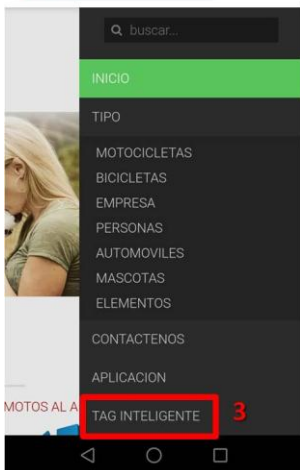 buscar...
INICIO
TIPO
MOTOCICLETAS
BICICLETAS
EMPRESA
PERSONAS
AUTOMOVILES
MASCOTAS
ELEMENTOS
CONTACTENOS
APLICACION
MOTOS AL A
TAG INTELIGENTE 3